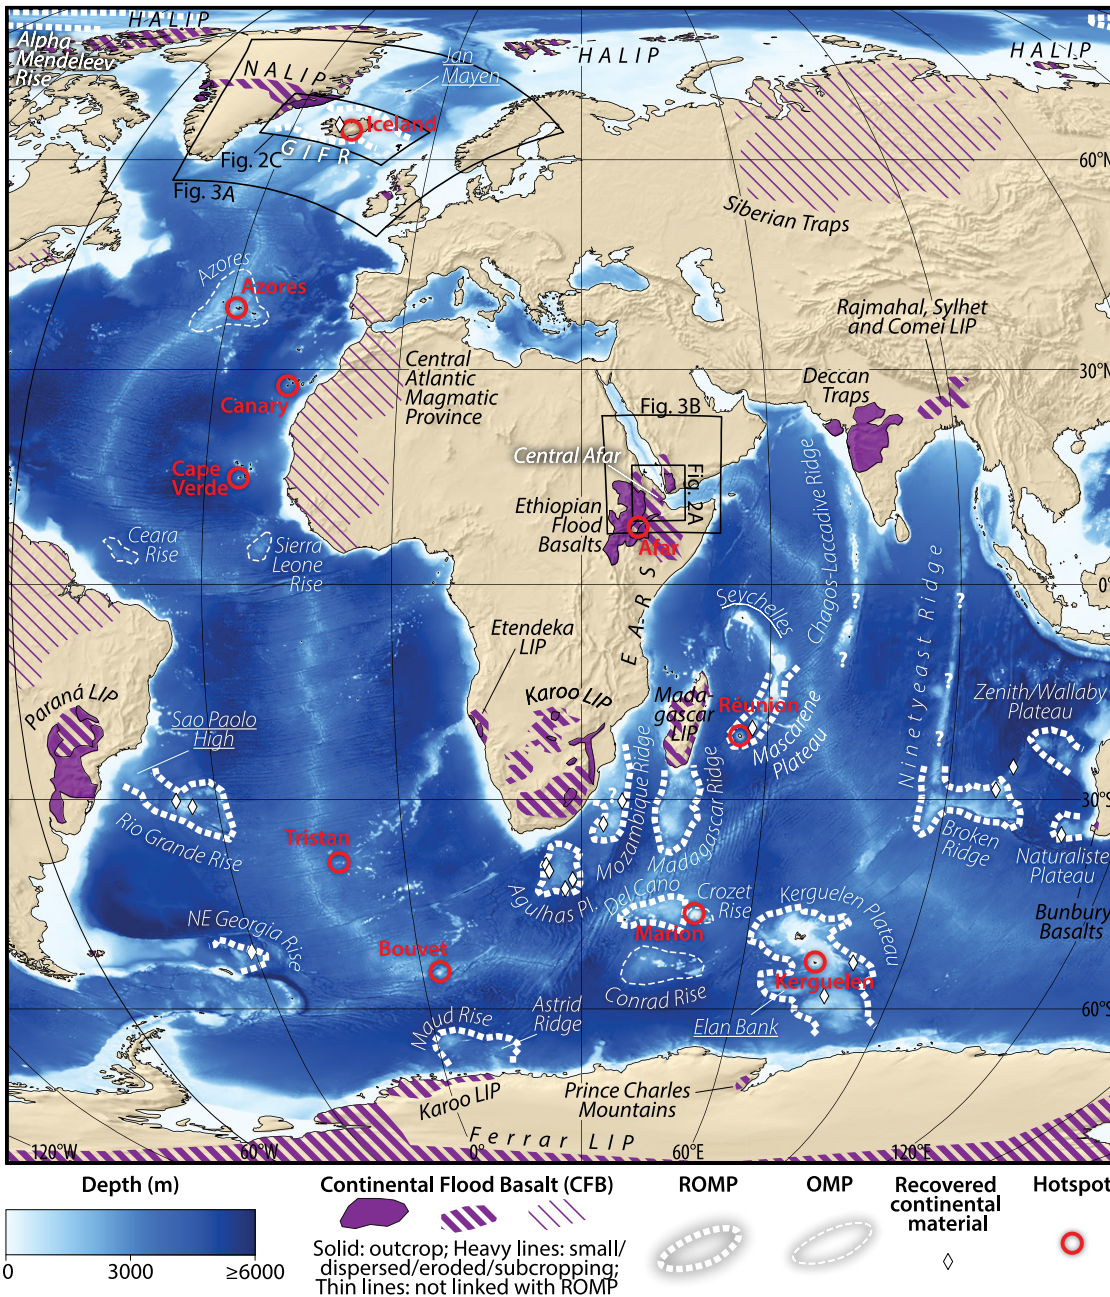 HALIP
Alpha
Mendeleev
Rise
NALIP
Jan
Mayen
HALIP
HALIP
Iceland
GIFR
Fig. 2C
Fig. 3A
60°N
Siberian Traps
Azores
Azores
Rajmahal, Sylhet
and Comei LIP
Central
Atlantic
Magmatic
Province
Deccan
Traps
30°N
Canary
Fig. 3B
Central Afar
Fig. 2A
Cape
Verde
Ethiopian
Flood
Basalts
Afar
Chagos-Laccadive Ridge
Ceara
Rise
Sierra
Leone
Rise
EARS
0°
Seychelles
?
?
Ninetyeast Ridge
?
?
Etendeka
LIP
Karoo LIP
Mada-
gascar
LIP
Réunion
Mascarene
Plateau
Zenith/Wallaby
Plateau
Paraná LIP
Sao Paolo
High
Rio Grande Rise
?
Mozambique Ridge
Madagascar Ridge
30°S
Broken
Ridge
Naturaliste
Plateau
Tristan
Agulhas Pl.
Del Cano
Crozet
Rise
Marion
Kerguelen Plateau
Bunbury
Basalts
NE Georgia Rise
Bouvet
Kerguelen
Conrad Rise
Elan Bank
60°S
Maud Rise
Astrid
Ridge
Karoo LIP
Prince Charles
Mountains
Ferrar LIP
120°W
60°W
0°
60°E
120°E
Depth (m)
0
3000
≥6000
Continental Flood Basalt (CFB)
Solid: outcrop; Heavy lines: small/
dispersed/eroded/subcropping;
Thin lines: not linked with ROMP
ROMP
OMP
Recovered
continental
material
Hotspot